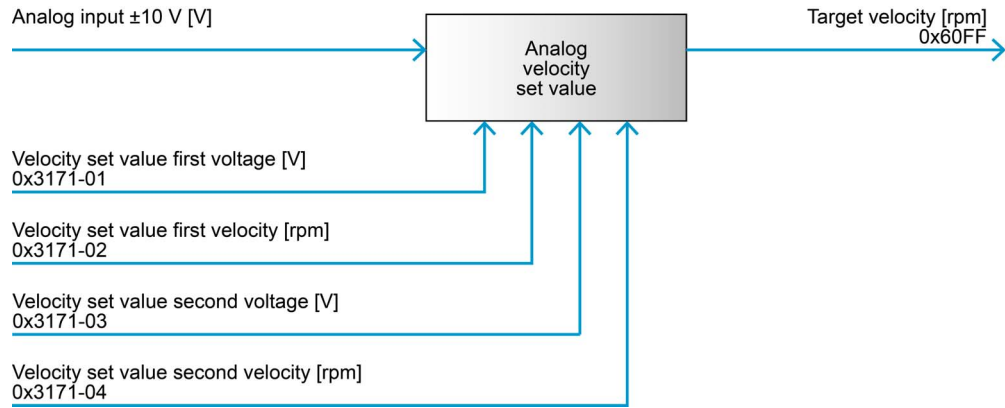 Analog input ±10 V [V]
Target velocity [rpm]
0x60FF
Analog
velocity
set value
Velocity set value first voltage [V]
0x3171-01
Velocity set value first velocity [rpm]
0x3171-02
Velocity set value second voltage [V]
0x3171-03
Velocity set value second velocity [rpm]
0x3171-04